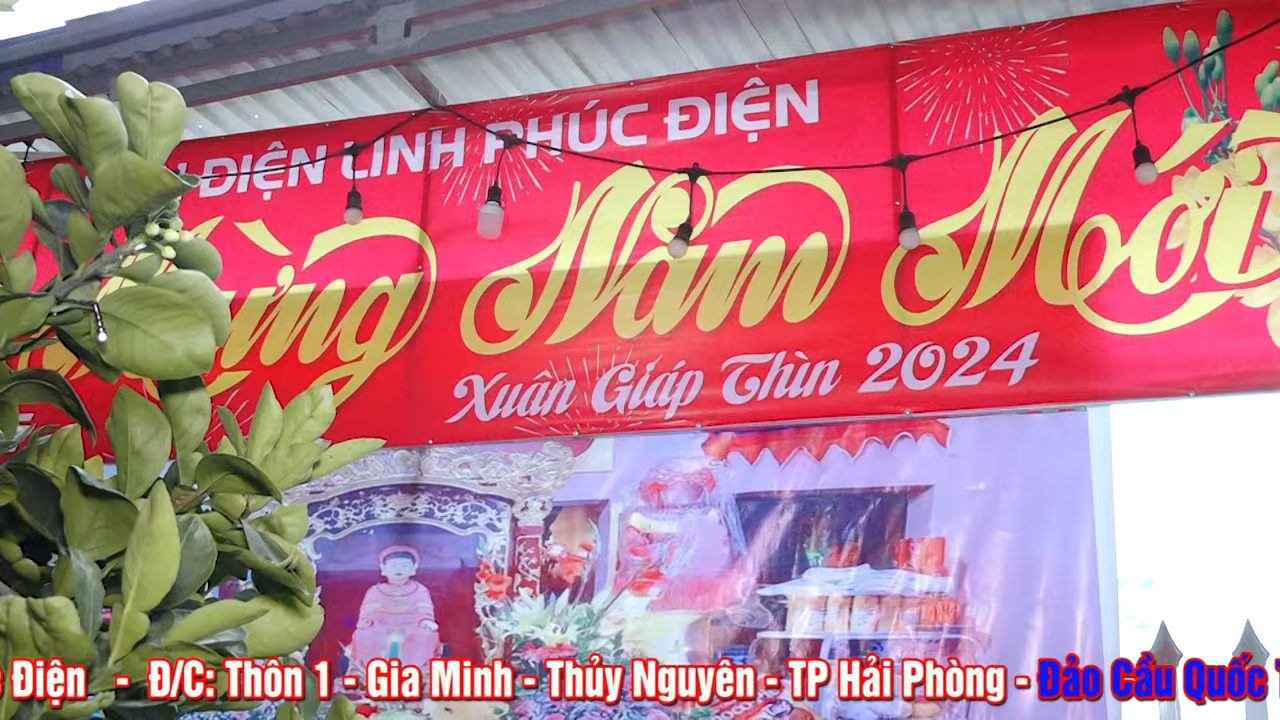 ĐIỆN LINH PHÚC ĐIỆN
Mừng Năm Mới
Xuân Giáp Thìn 2024
Điện - Đ/C: Thôn 1 - Gia Minh - Thủy Nguyên - TP Hải Phòng - Đảo Cầu Quốc